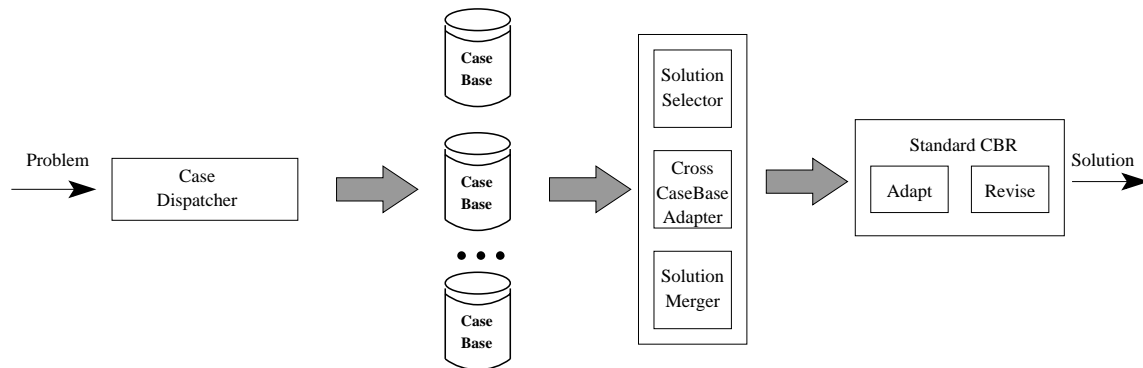 Problem
Case
Dispatcher
Case
Base
Case
Base
Case
Base
Solution
Selector
Cross
CaseBase
Adapter
Solution
Merger
Standard CBR
Adapt
Revise
Solution